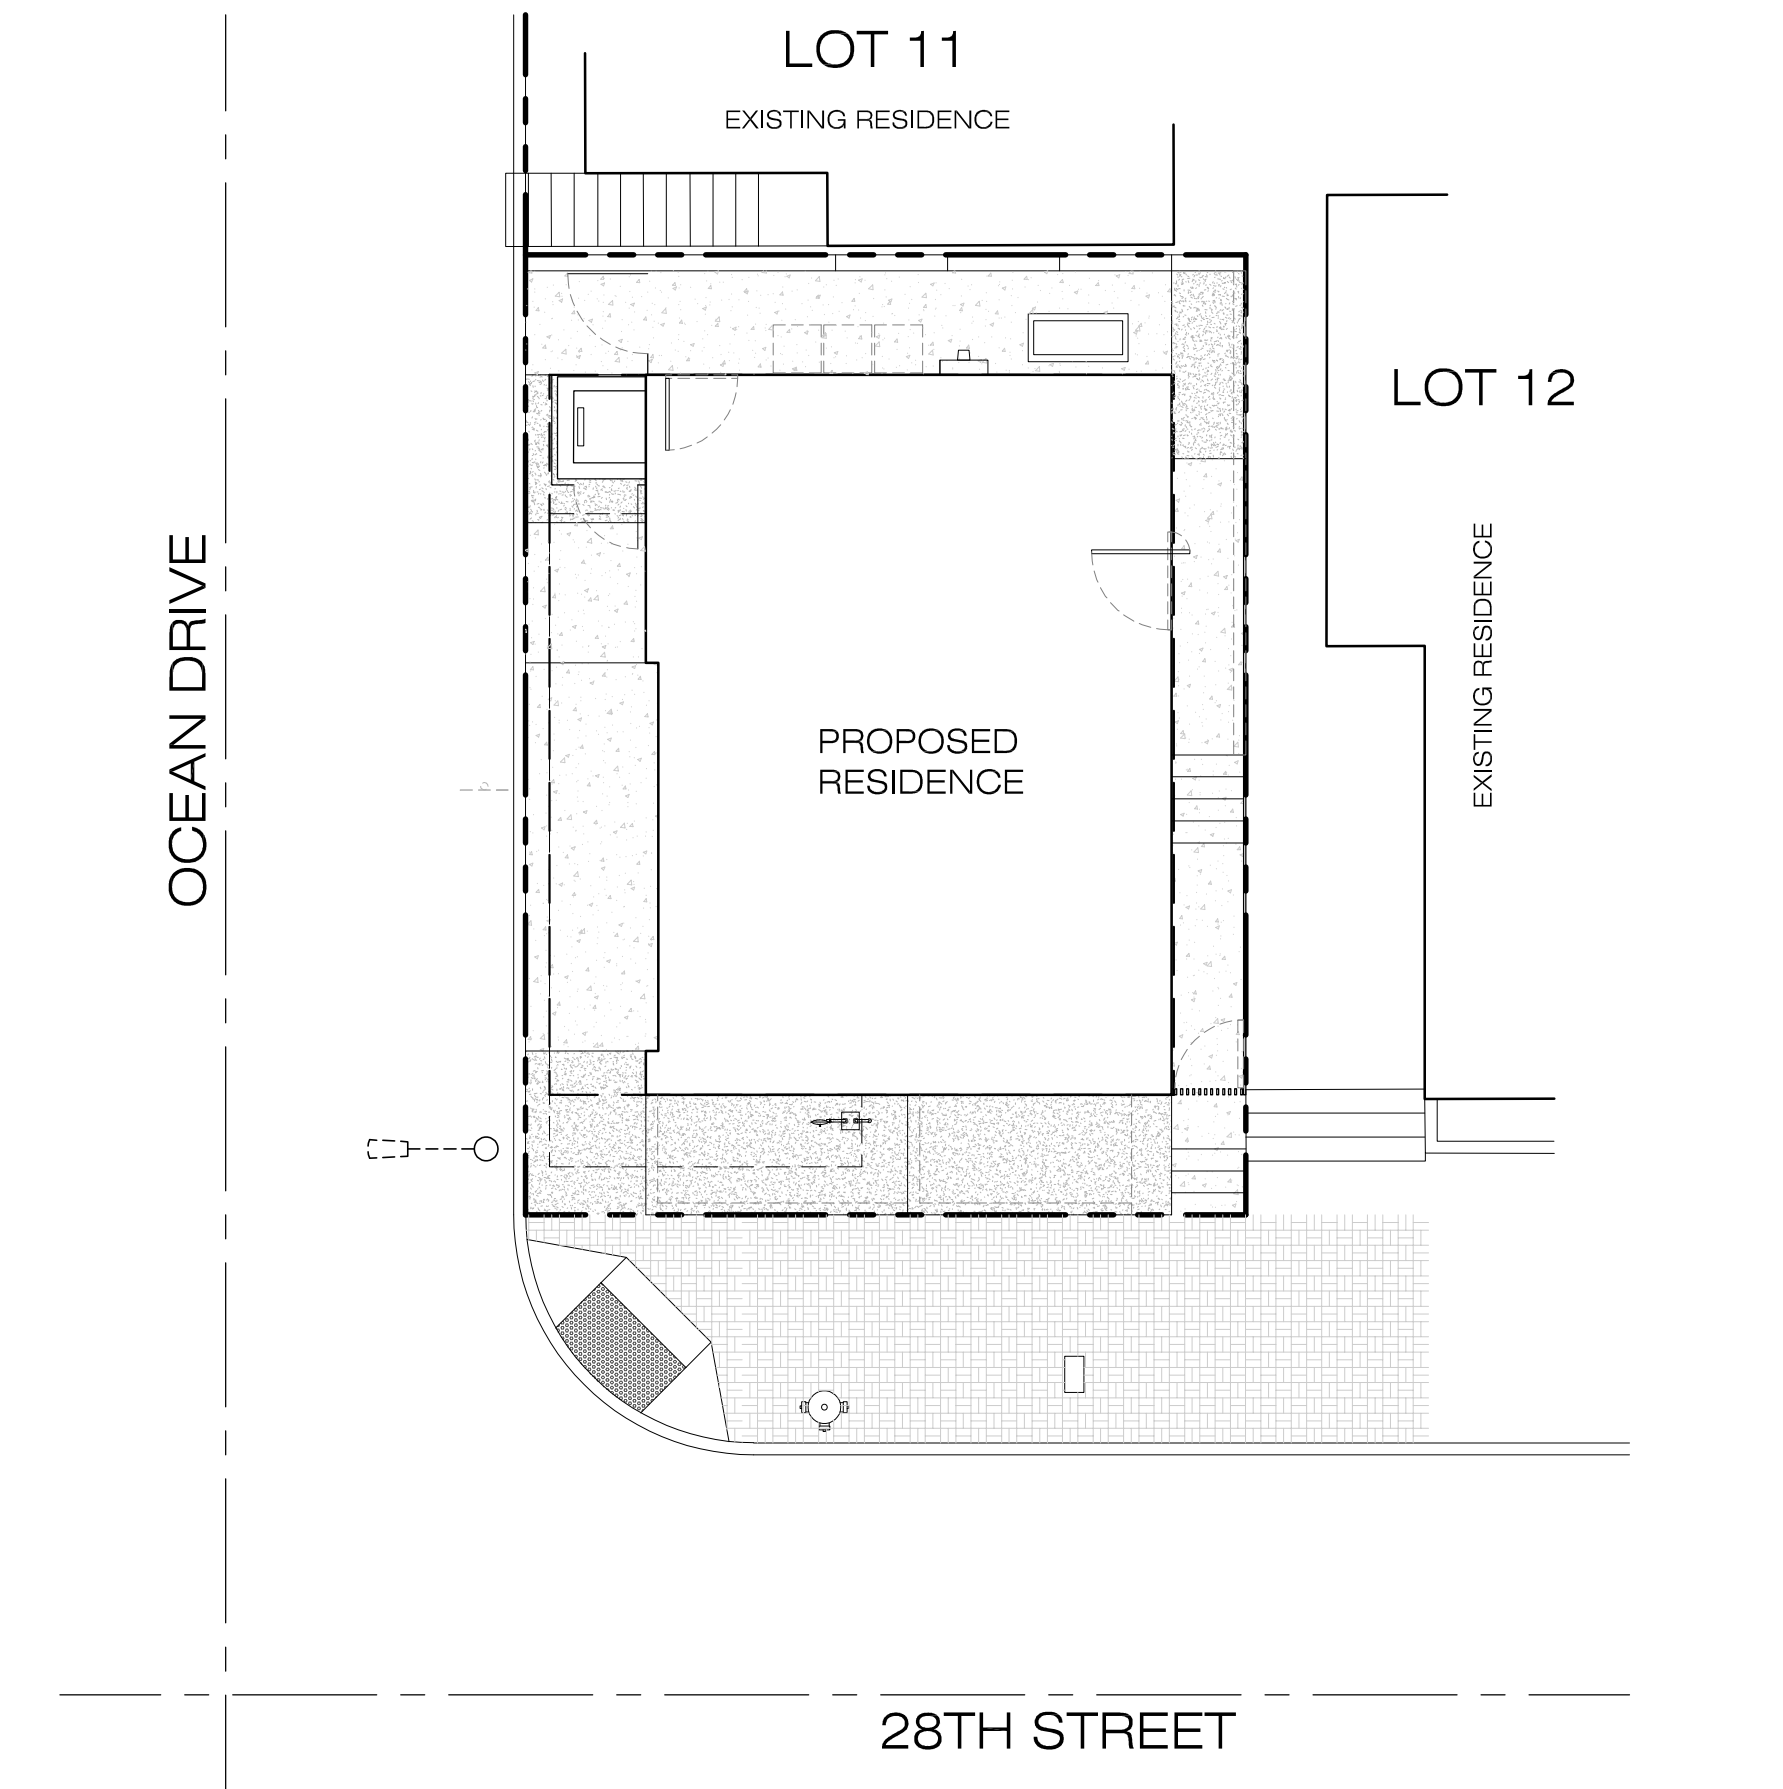 LOT 11
EXISTING RESIDENCE
LOT 12
EXISTING RESIDENCE
OCEAN DRIVE
PROPOSED
RESIDENCE
28TH STREET